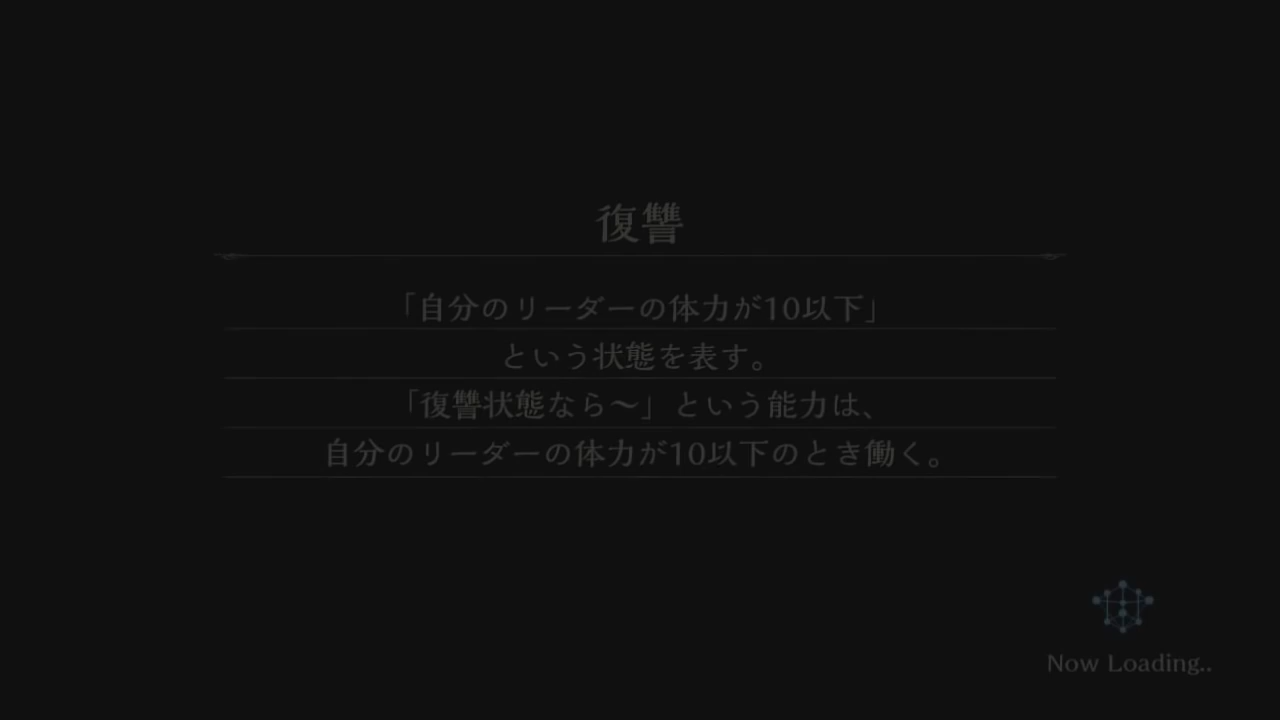 復讐
「自分のリーダーの体力が10以下」
という状態を表す。
「復讐状態なら～」という能力は、
自分のリーダーの体力が10以下のとき働く。
Now Loading..